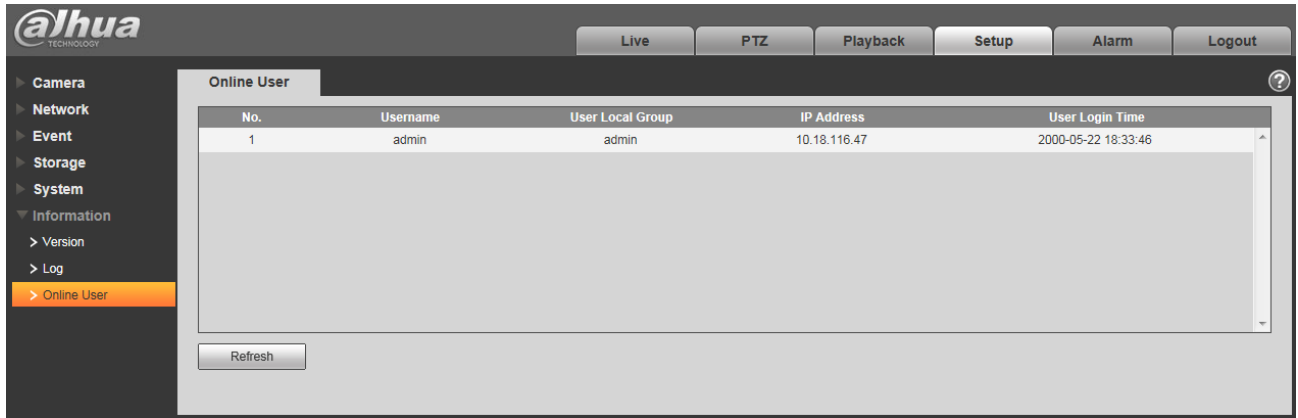 alhua
TECHNOLOGY
Live PTZ Playback Setup Alarm Logout
Camera
Network
Event
Storage
System
Information
> Version
> Log
> Online User
Online User
?
No. Username User Local Group IP Address User Login Time
1 admin admin 10.18.116.47 2000-05-22 18:33:46
Refresh